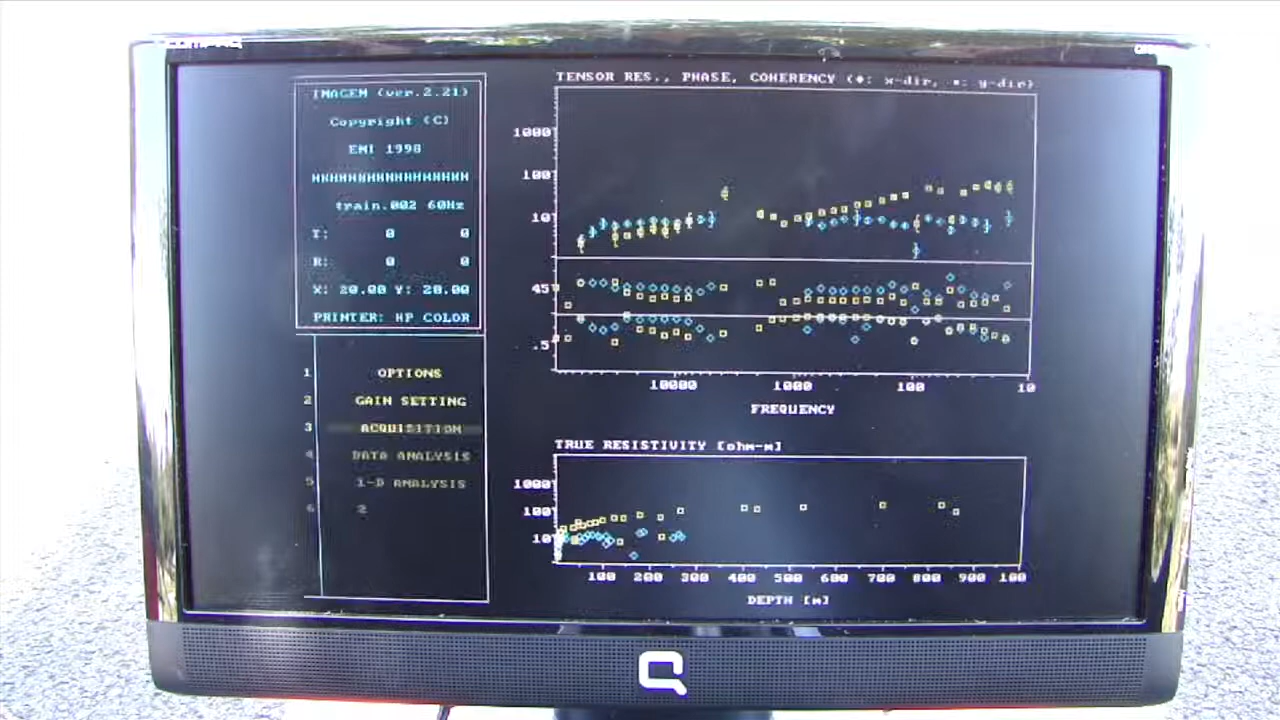 COMPAQ
IMAGEM (ver.2.21)
Copyright (C)
EMI 1998
train.002 60Hz
T: 0 0
R: 0 0
X: 20.00 Y: 20.00
PRINTER: HP COLOR
1 OPTIONS
2 GAIN SETTING
3 ACQUISITION
4 DATA ANALYSIS
5 1-D ANALYSIS
6 2
TENSOR RES., PHASE, COHERENCY (◆: x-dir, ▪: y-dir)
1000
100
10
45
.5
10000 1000 100 10
FREQUENCY
TRUE RESISTIVITY [ohm-m]
1000
100
10
100 200 300 400 500 600 700 800 900 100
DEPTH [m]